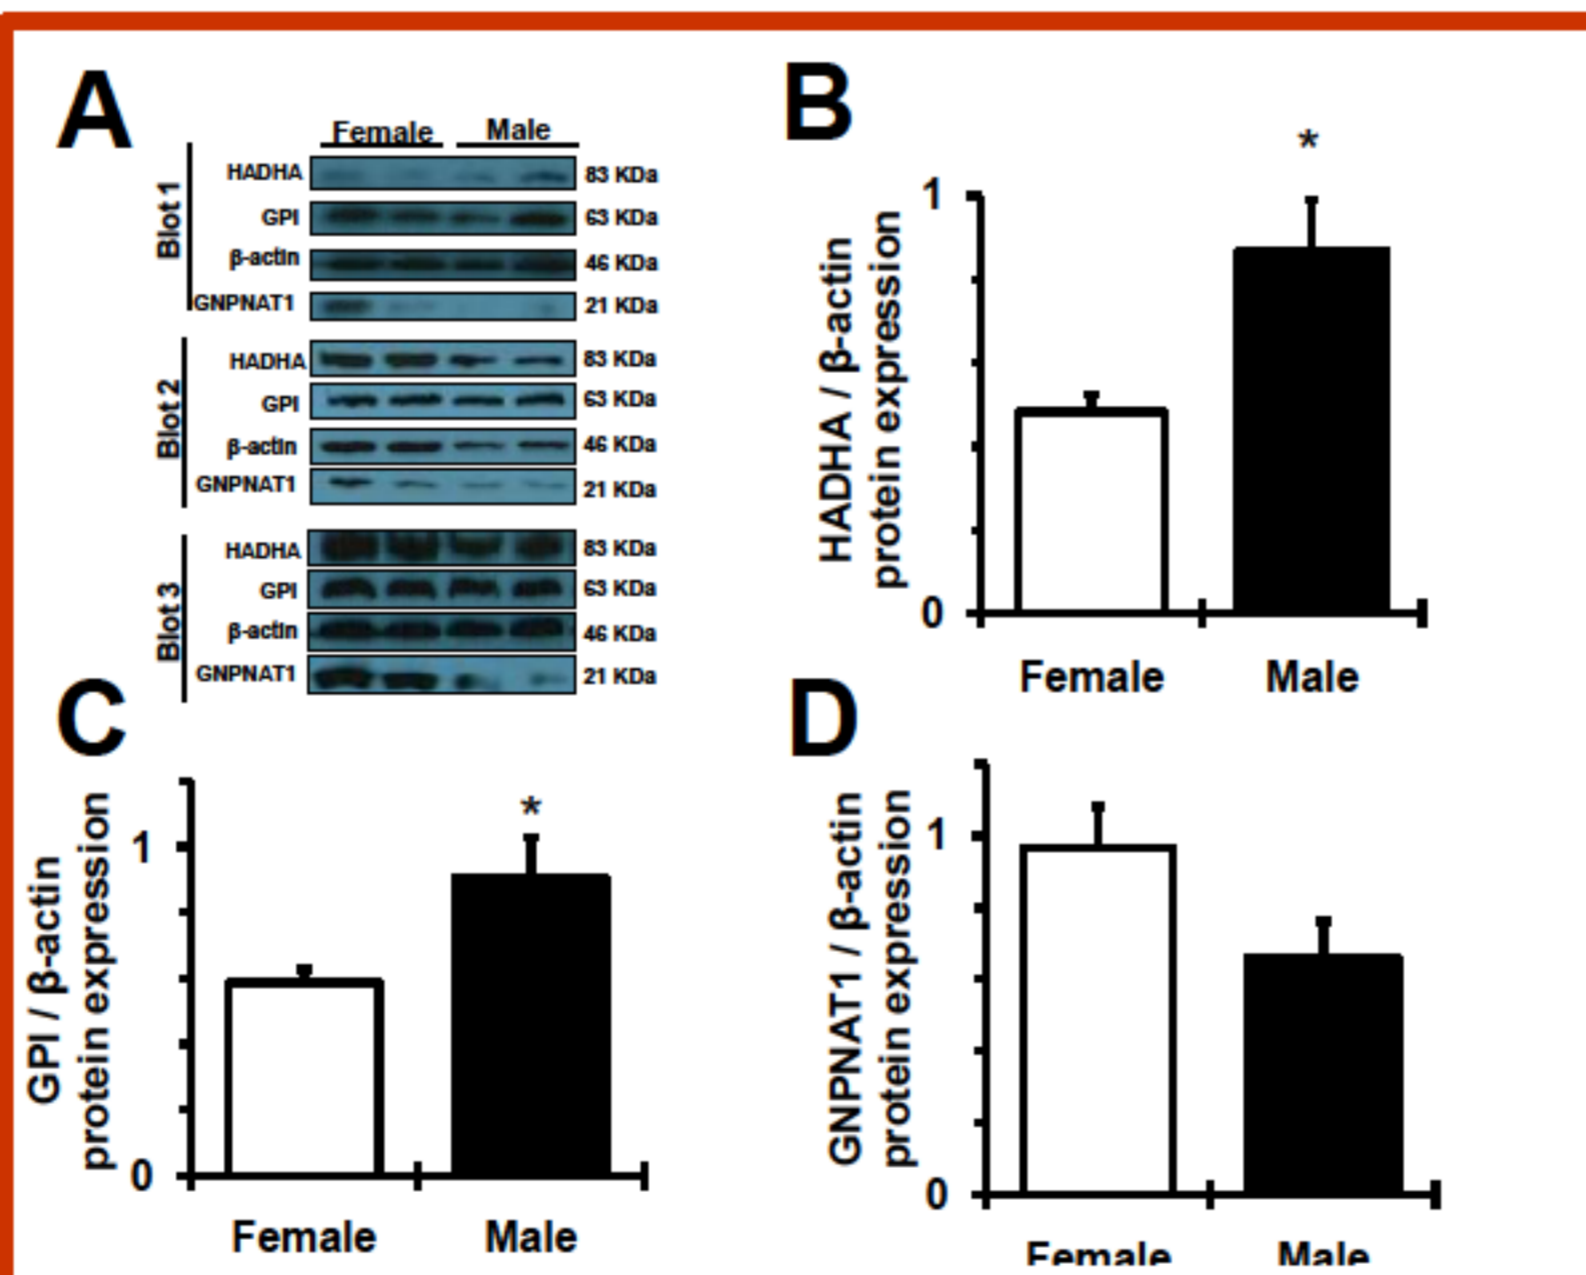 A
Female Male
Blot 1
HADHA 83 KDa
GPI 63 KDa
β-actin 46 KDa
GNPNAT1 21 KDa
Blot 2
HADHA 83 KDa
GPI 63 KDa
β-actin 46 KDa
GNPNAT1 21 KDa
Blot 3
HADHA 83 KDa
GPI 63 KDa
β-actin 46 KDa
GNPNAT1 21 KDa
B
*
HADHA / β-actin
protein expression
1
0
Female Male
C
*
GPI / β-actin
protein expression
1
0
Female Male
D
GNPNAT1 / β-actin
protein expression
1
0
Female Male